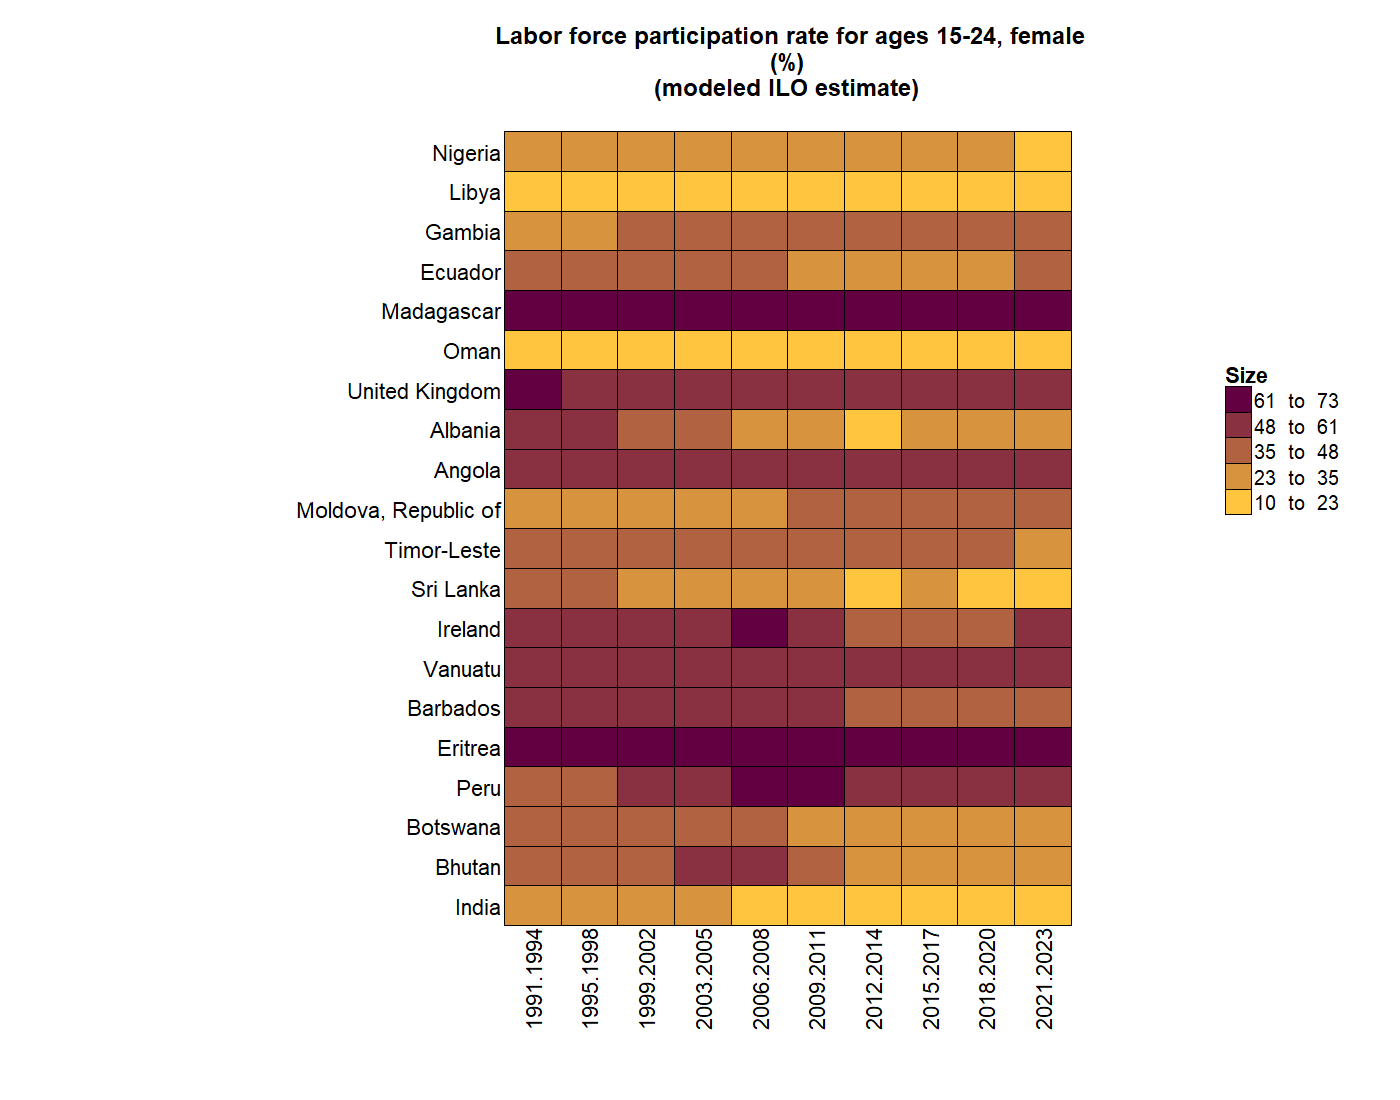 Labor force participation rate for ages 15-24, female
(%)
(modeled ILO estimate)
Nigeria
Libya
Gambia
Ecuador
Madagascar
Oman
United Kingdom
Albania
Angola
Moldova, Republic of
Timor-Leste
Sri Lanka
Ireland
Vanuatu
Barbados
Eritrea
Peru
Botswana
Bhutan
India
1991.1994
1995.1998
1999.2002
2003.2005
2006.2008
2009.2011
2012.2014
2015.2017
2018.2020
2021.2023
Size
61 to 73
48 to 61
35 to 48
23 to 35
10 to 23